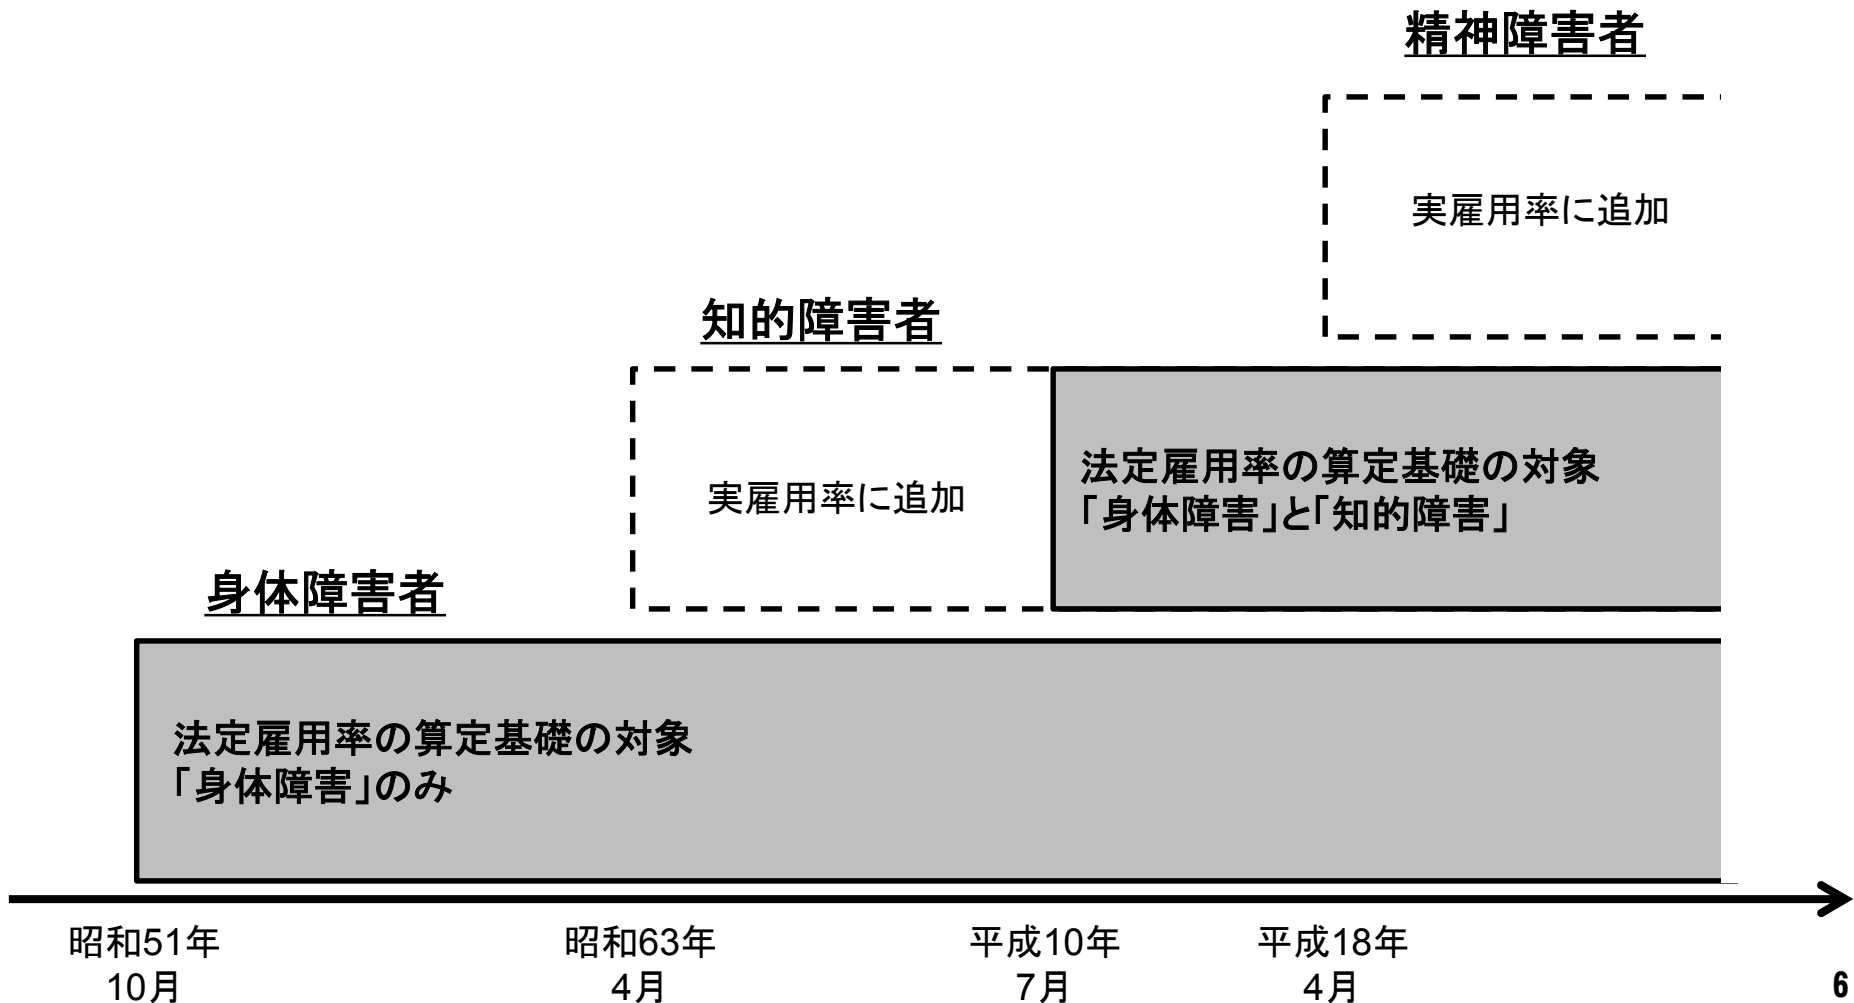 精神障害者
実雇用率に追加
知的障害者
実雇用率に追加
法定雇用率の算定基礎の対象
「身体障害」と「知的障害」
身体障害者
法定雇用率の算定基礎の対象
「身体障害」のみ
昭和51年
10月
昭和63年
4月
平成10年
7月
平成18年
4月
6